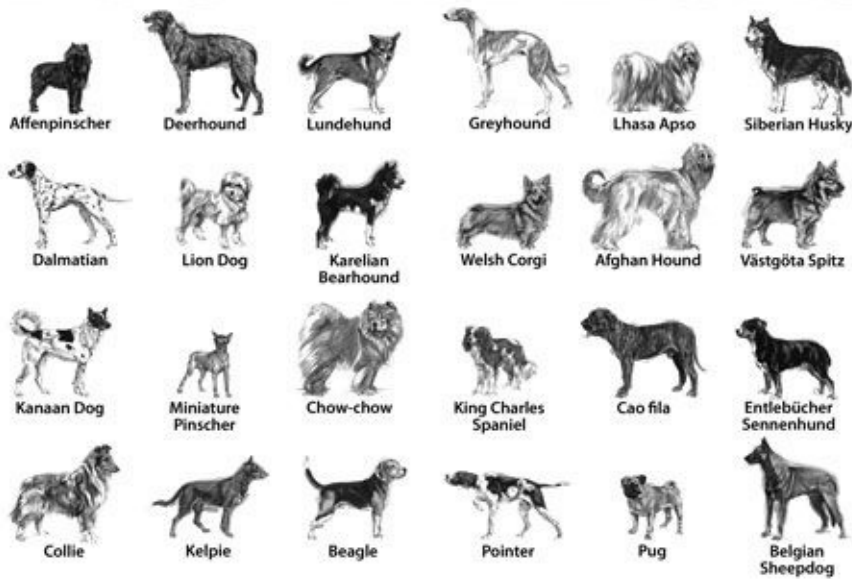 Affenpinscher
Deerhound
Lundehund
Greyhound
Lhasa Apso
Siberian Husky
Dalmatian
Lion Dog
Karelian
Bearhound
Welsh Corgi
Afghan Hound
Västgöta Spitz
Kanaan Dog
Miniature
Pinscher
Chow-chow
King Charles
Spaniel
Cao fila
Entlebücher
Sennenhund
Collie
Kelpie
Beagle
Pointer
Pug
Belgian
Sheepdog